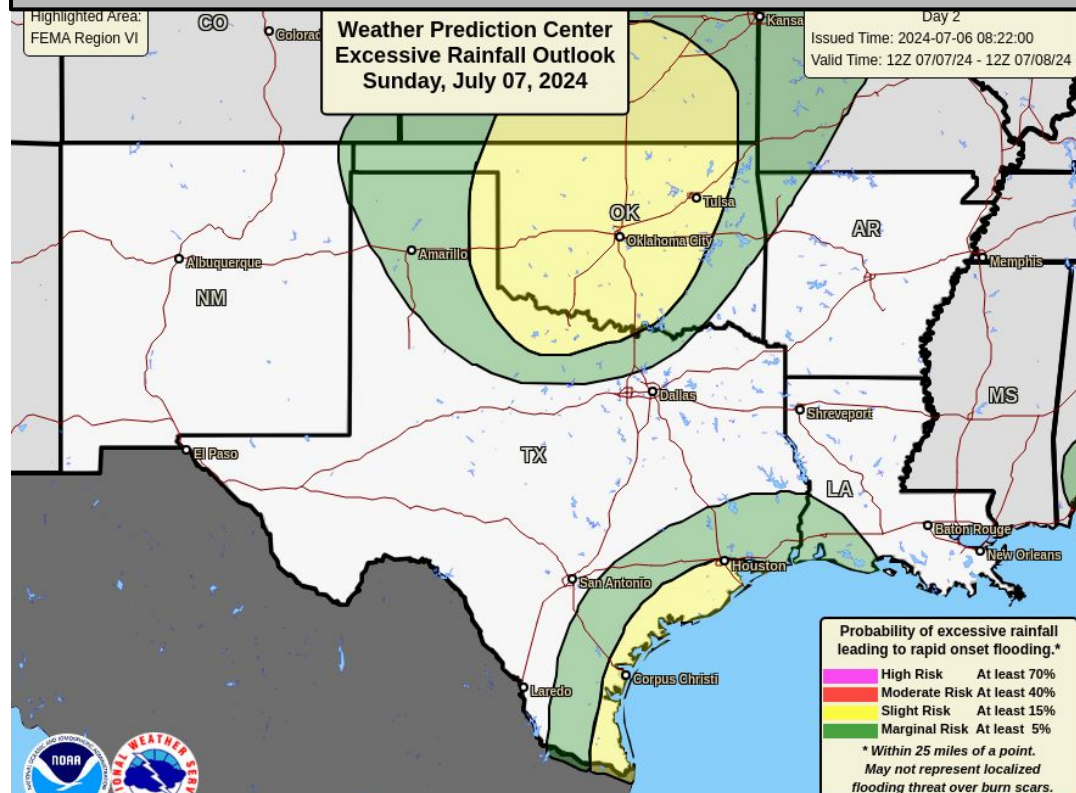 Highlighted Area:
FEMA Region VI
Weather Prediction Center
Excessive Rainfall Outlook
Sunday, July 07, 2024
Day 2
Issued Time: 2024-07-06 08:22:00
Valid Time: 12Z 07/07/24 - 12Z 07/08/24
CO
Colorad
Kansa
Tulsa
OK
Oklahoma City
AR
Amarillo
Albuquerque
Memphis
NM
Dallas
MS
Shreveport
El Paso
TX
LA
Baton Rouge
New Orleans
Houston
San Antonio
Corpus Christi
Laredo
Probability of excessive rainfall
leading to rapid onset flooding.*
High Risk At least 70%
Moderate Risk At least 40%
Slight Risk At least 15%
Marginal Risk At least 5%
* Within 25 miles of a point.
May not represent localized
flooding threat over burn scars.
NOAA
NAL WEATHER SERV